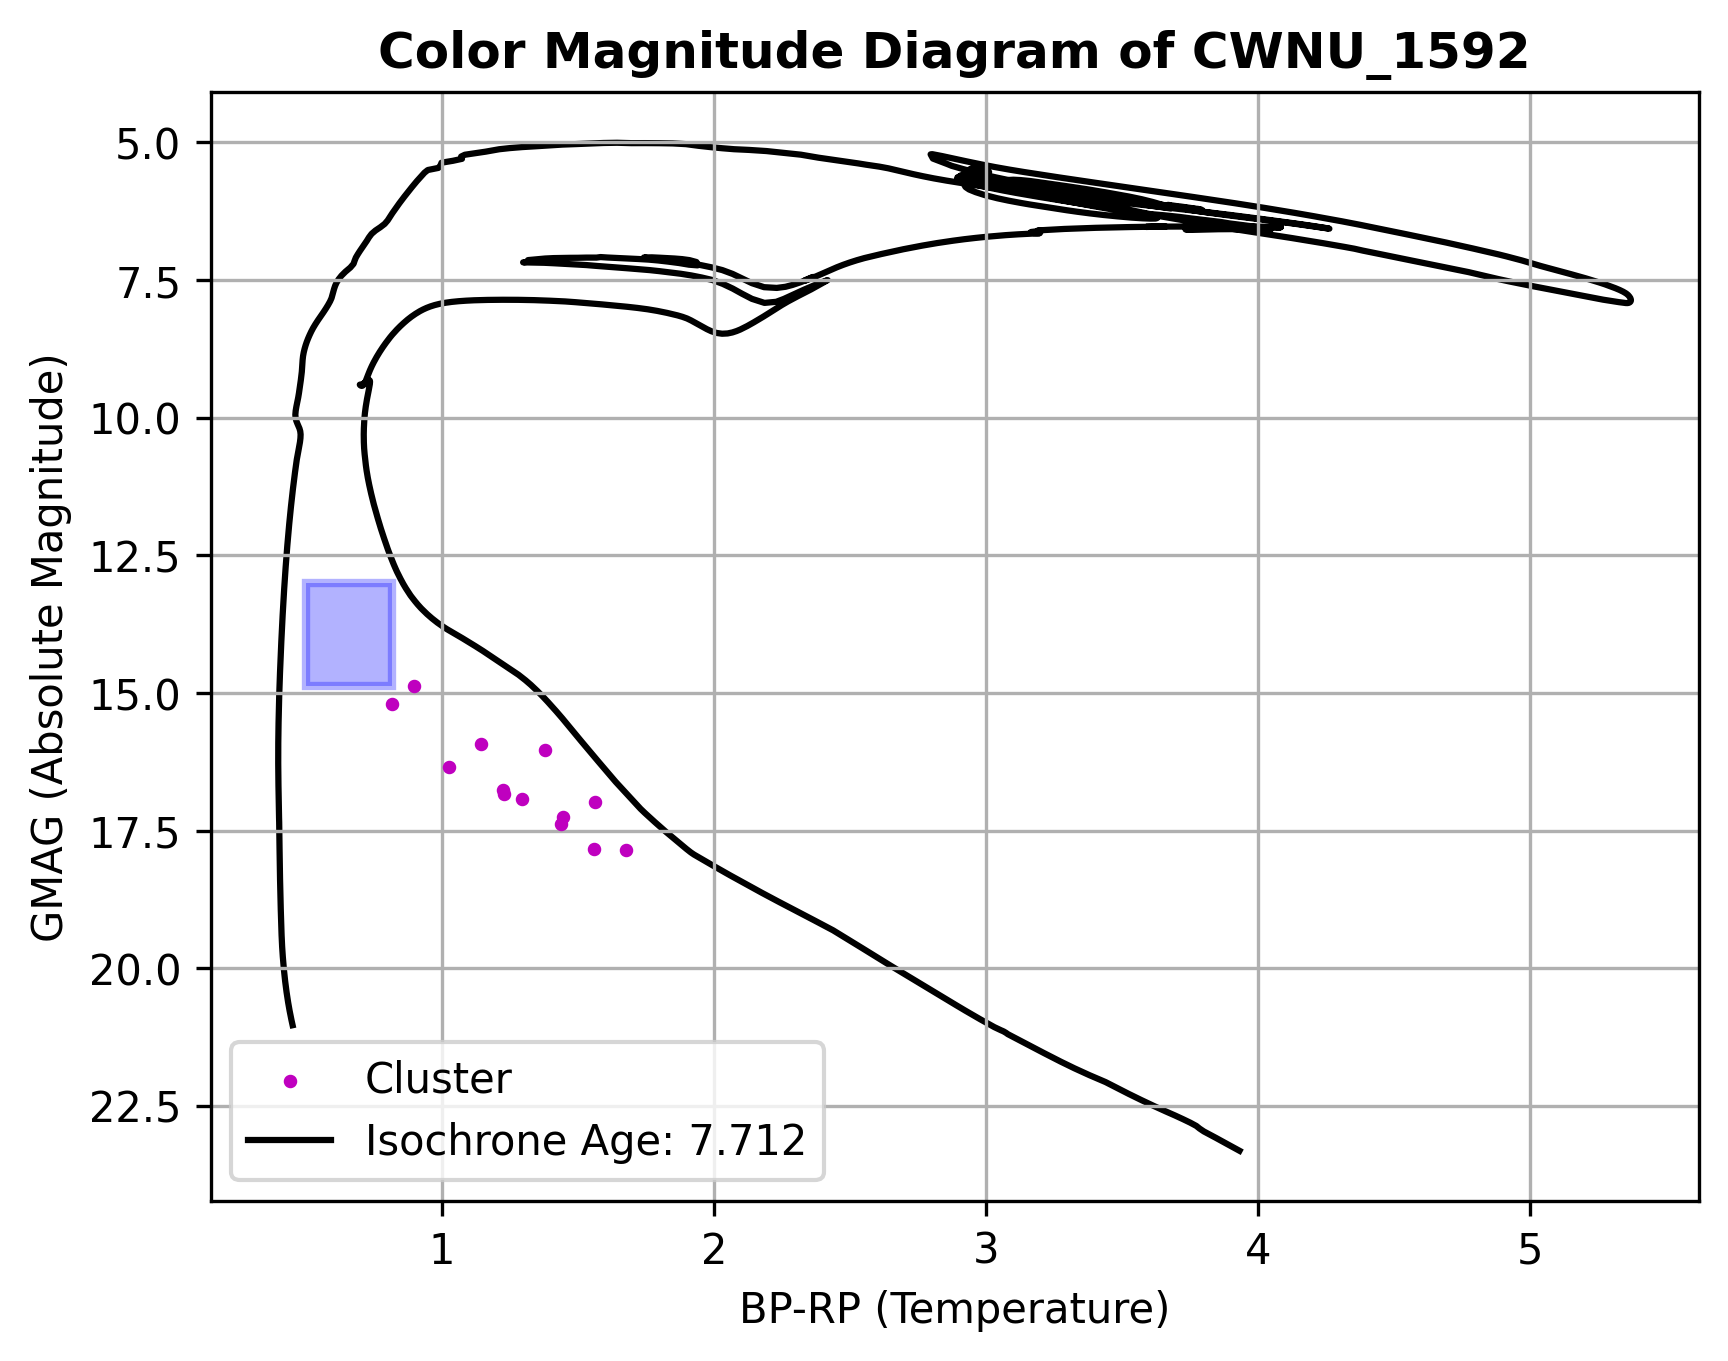 Color Magnitude Diagram of CWNU_1592
GMAG (Absolute Magnitude)
5.0
7.5
10.0
12.5
15.0
17.5
20.0
22.5
Cluster
Isochrone Age: 7.712
1 2 3 4 5
BP-RP (Temperature)